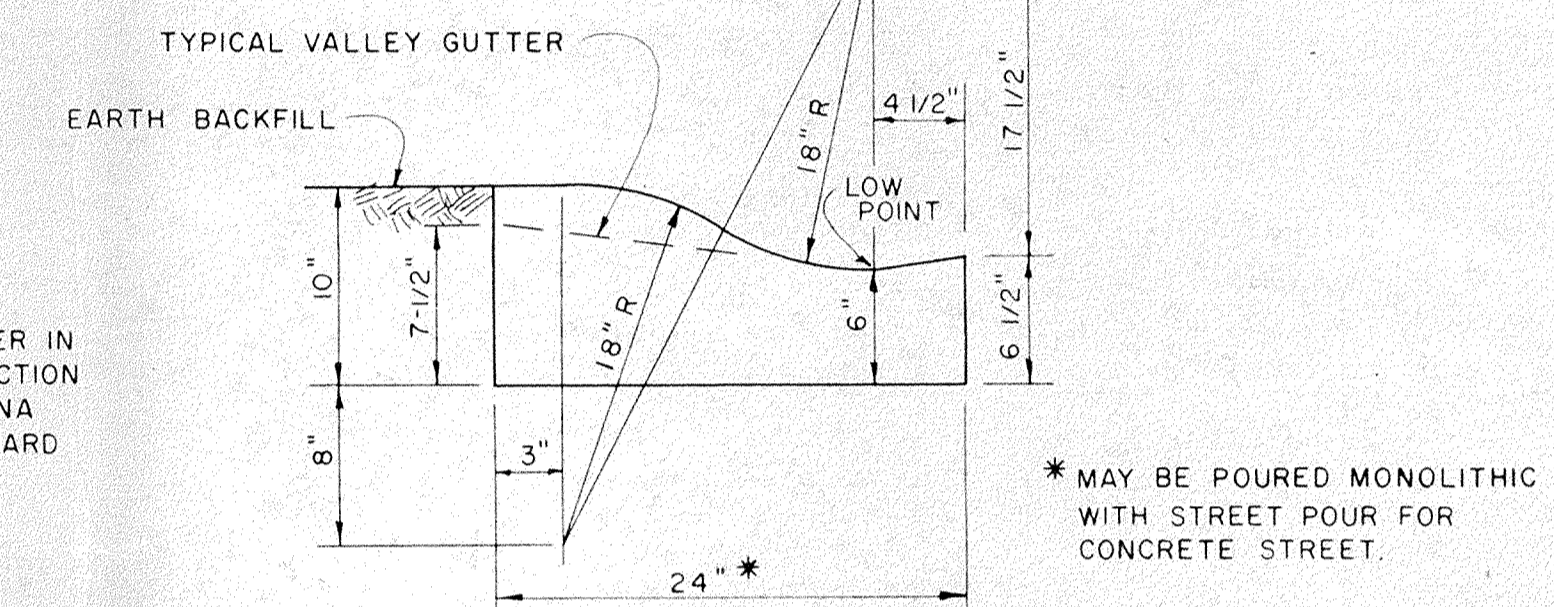 TYPICAL VALLEY GUTTER
EARTH BACKFILL
4 1/2"
17 1/2"
18" R
LOW
POINT
10"
7-1/2"
18" R
6"
6 1/2"
ER IN
CTION
NA
ARD
8"
3"
24" *
* MAY BE POURED MONOLITHIC
WITH STREET POUR FOR
CONCRETE STREET.